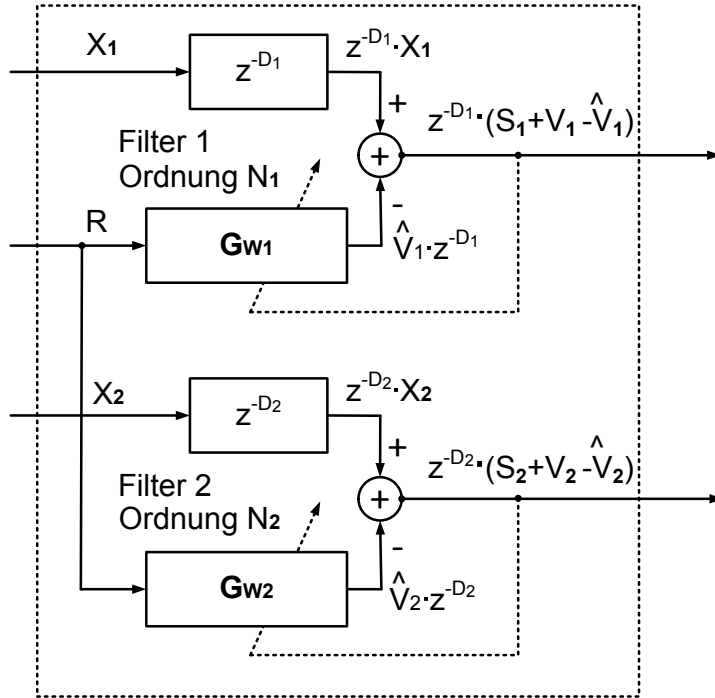 X₁
z⁻ᴰ¹
z⁻ᴰ¹·X₁
+
z⁻ᴰ¹·(S₁+V₁-V̂₁)
Filter 1
Ordnung N₁
+
R
Gw₁
-
V̂₁·z⁻ᴰ¹
X₂
z⁻ᴰ²
z⁻ᴰ²·X₂
+
z⁻ᴰ²·(S₂+V₂-V̂₂)
Filter 2
Ordnung N₂
+
Gw₂
-
V̂₂·z⁻ᴰ²